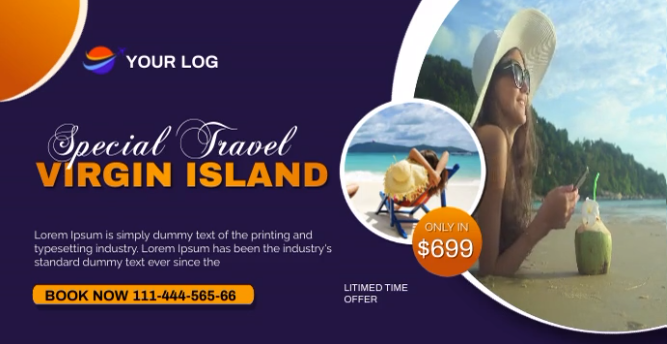 YOUR LOG
Special Travel
VIRGIN ISLAND
Lorem Ipsum is simply dummy text of the printing and
typesetting industry. Lorem Ipsum has been the industry's
standard dummy text ever since the
BOOK NOW 111-444-565-66
ONLY IN
$699
LITIMED TIME
OFFER